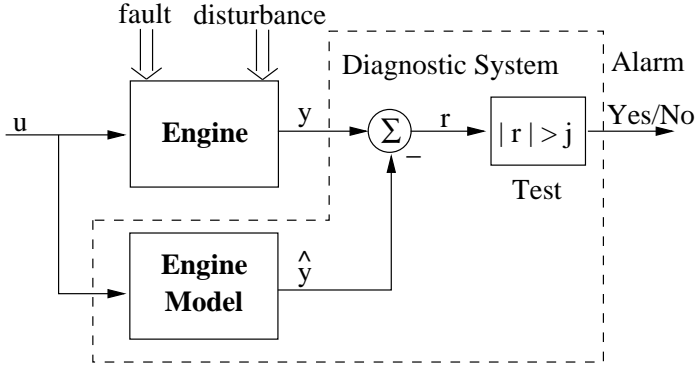 fault disturbance
Diagnostic System
Alarm
u
Engine
y
Σ
r
| r | > j
Yes/No
−
Test
Engine
Model
^
y